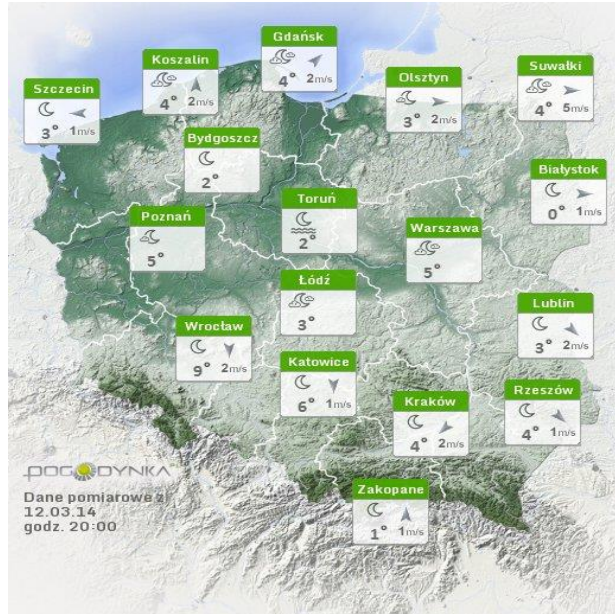 Gdańsk
4° 2m/s
Koszalin
4° 2m/s
Szczecin
3° 1m/s
Olsztyn
3° 2m/s
Suwałki
4° 5m/s
Bydgoszcz
2°
Białystok
0° 1m/s
Toruń
2°
Poznań
5°
Warszawa
5°
Łódź
3°
Lublin
3° 2m/s
Wrocław
9° 2m/s
Katowice
6° 1m/s
Rzeszów
4° 1m/s
Kraków
4° 2m/s
Zakopane
1° 1m/s
POGODYNKA
Dane pomiarowe z
12.03.14
godz. 20:00